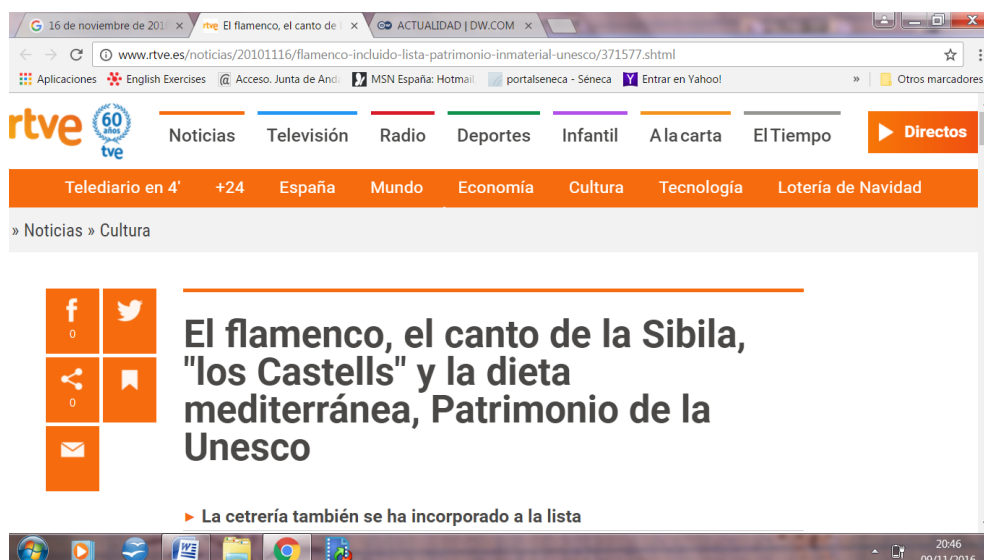 16 de noviembre de 201
El flamenco, el canto de
ACTUALIDAD | DW.COM
www.rtve.es/noticias/20101116/flamenco-incluido-lista-patrimonio-inmaterial-unesco/371577.shtml
Aplicaciones English Exercises Acceso. Junta de And MSN España: Hotmail portalseneca - Séneca Entrar en Yahoo! » Otros marcadores
rtve 60 años tve
Noticias Televisión Radio Deportes Infantil A la carta El Tiempo Directos
Telediario en 4' +24 España Mundo Economía Cultura Tecnología Lotería de Navidad
» Noticias » Cultura
0
0
El flamenco, el canto de la Sibila,
"los Castells" y la dieta
mediterránea, Patrimonio de la
Unesco
La cetrería también se ha incorporado a la lista
20:46
09/11/2016